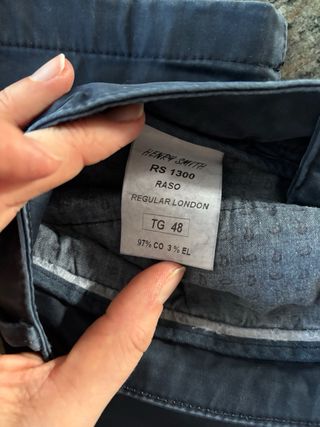 HENRY SMITH
RS 1300
RASO
REGULAR LONDON
TG 48
97% CO 3 % EL